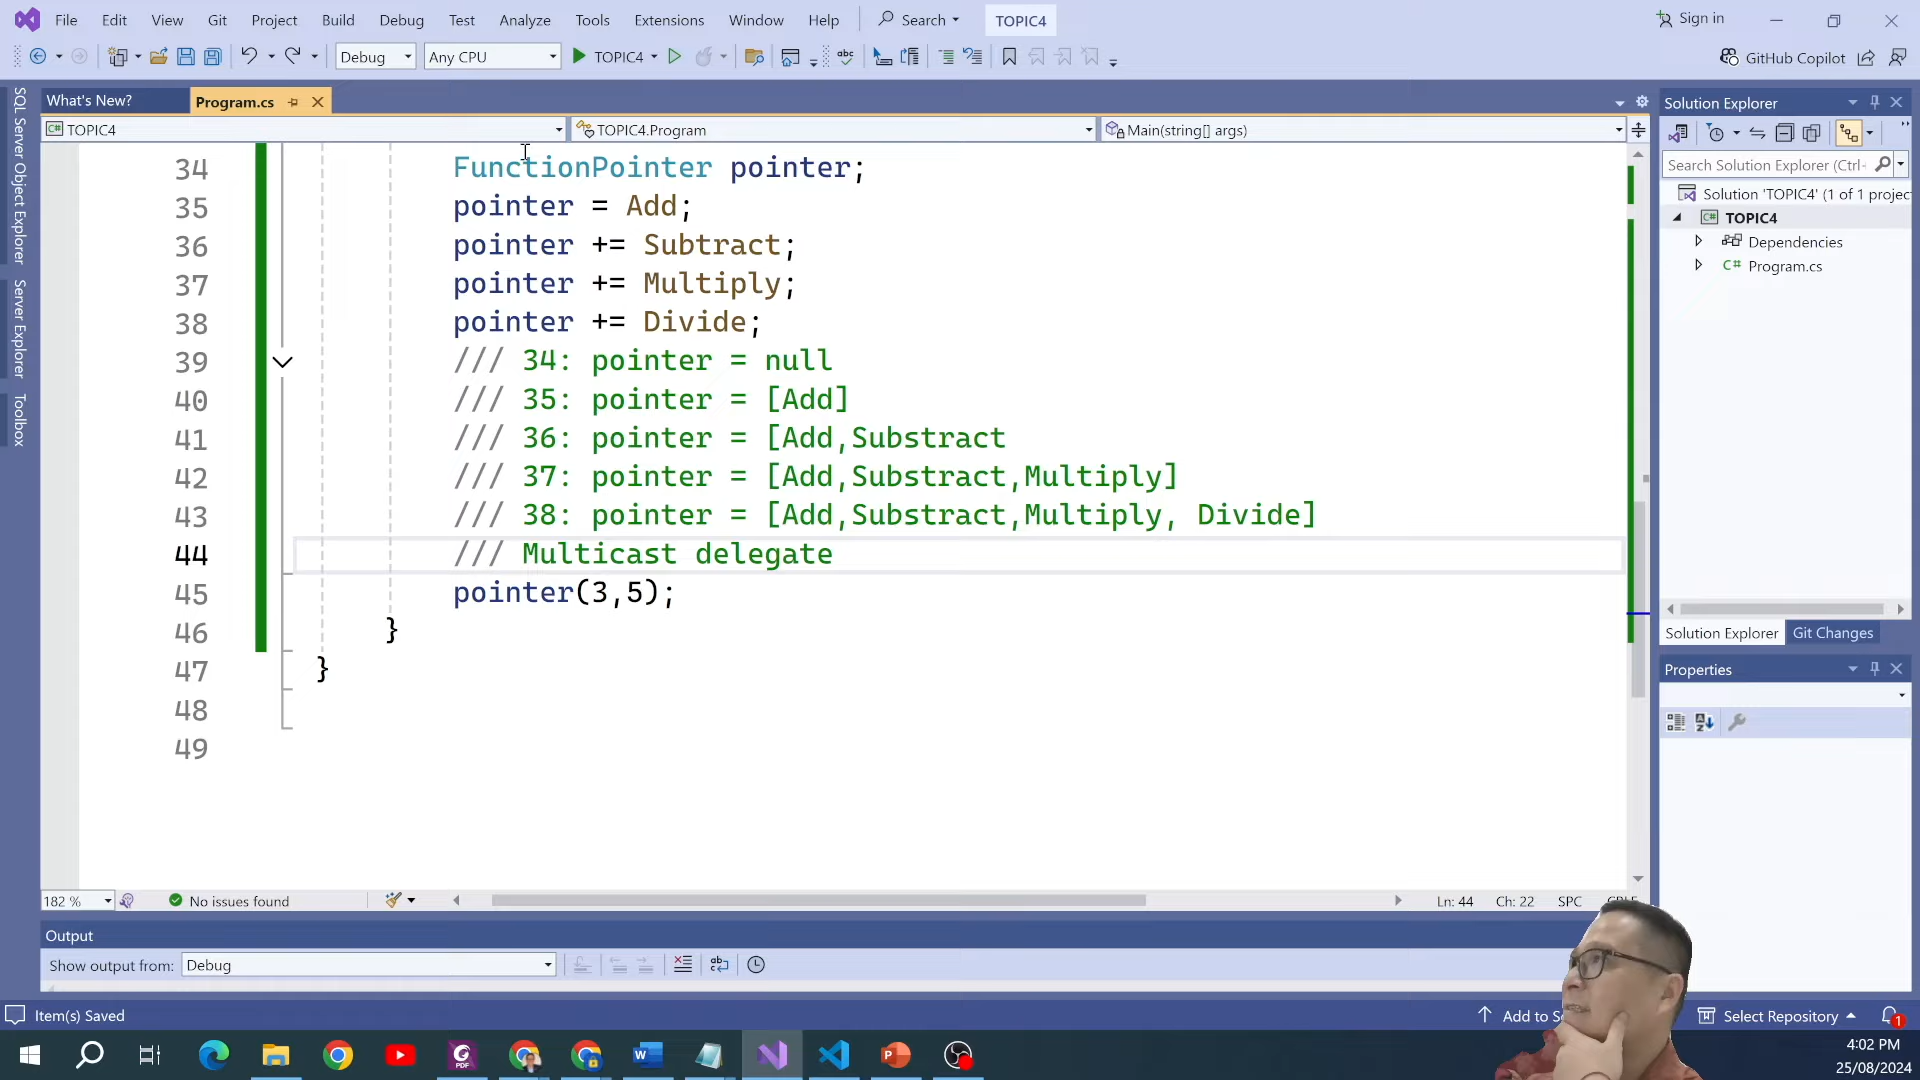 File Edit View Git Project Build Debug Test Analyze Tools Extensions Window Help Search TOPIC4 Sign in
Debug Any CPU TOPIC4 GitHub Copilot
What's New? Program.cs
TOPIC4 TOPIC4.Program Main(string[] args)
SQL Server Object Explorer
Server Explorer
Toolbox
34 FunctionPointer pointer;
35 pointer = Add;
36 pointer += Subtract;
37 pointer += Multiply;
38 pointer += Divide;
39 /// 34: pointer = null
40 /// 35: pointer = [Add]
41 /// 36: pointer = [Add,Substract
42 /// 37: pointer = [Add,Substract,Multiply]
43 /// 38: pointer = [Add,Substract,Multiply, Divide]
44 /// Multicast delegate
45 pointer(3,5);
46 }
47 }
48
49
182 % No issues found Ln: 44 Ch: 22 SPC
Output
Show output from: Debug
Solution Explorer
Search Solution Explorer (Ctrl-
Solution 'TOPIC4' (1 of 1 projec
TOPIC4
Dependencies
C# Program.cs
Solution Explorer Git Changes
Properties
Item(s) Saved Add to S Select Repository 1
4:02 PM
25/08/2024